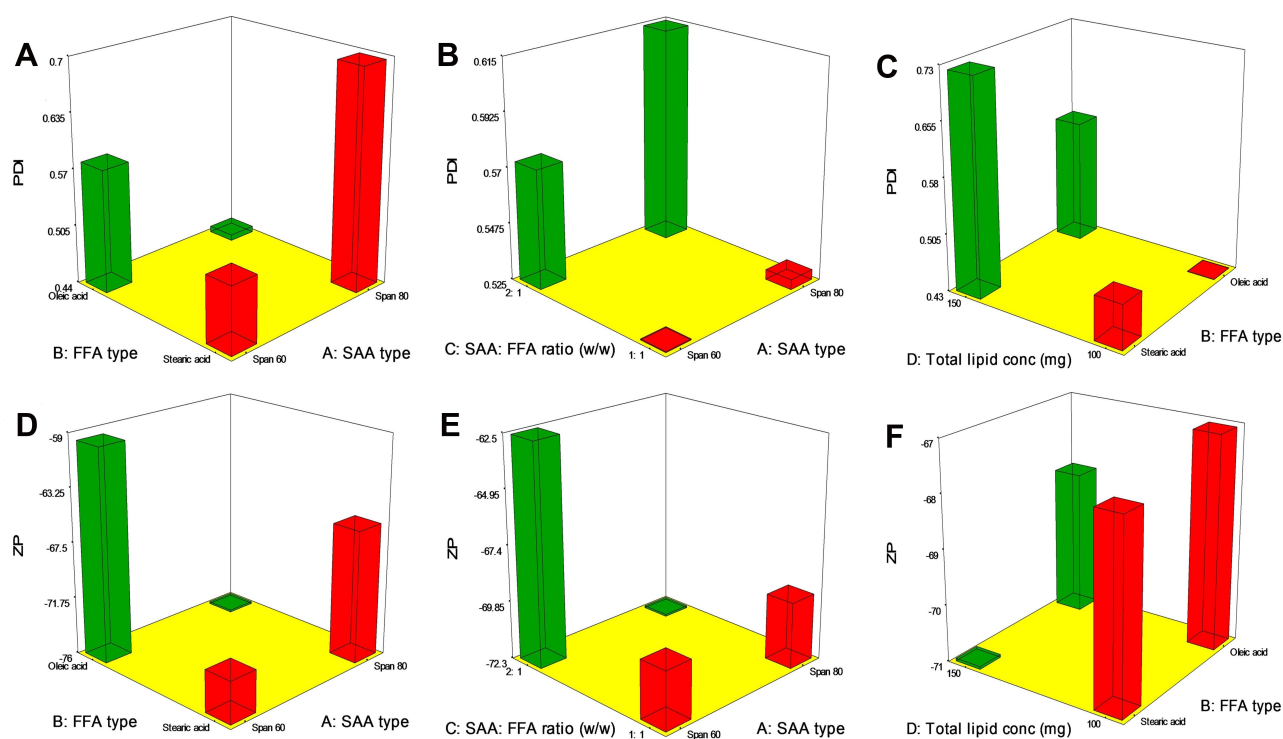 A
0.7
0.635
0.57
0.505
0.44
PDI
Oleic acid
Stearic acid
Span 60
Span 80
B: FFA type
A: SAA type
B
0.615
0.5925
0.57
0.5475
0.525
PDI
2: 1
1: 1
Span 60
Span 80
C: SAA: FFA ratio (w/w)
A: SAA type
C
0.73
0.655
0.58
0.505
0.43
PDI
150
100
Stearic acid
Oleic acid
D: Total lipid conc (mg)
B: FFA type
D
-59
-63.25
-67.5
-71.75
-76
ZP
Oleic acid
Stearic acid
Span 60
Span 80
B: FFA type
A: SAA type
E
-62.5
-64.95
-67.4
-69.85
-72.3
ZP
2: 1
1: 1
Span 60
Span 80
C: SAA: FFA ratio (w/w)
A: SAA type
F
-67
-68
-69
-70
-71
ZP
150
100
Stearic acid
Oleic acid
D: Total lipid conc (mg)
B: FFA type